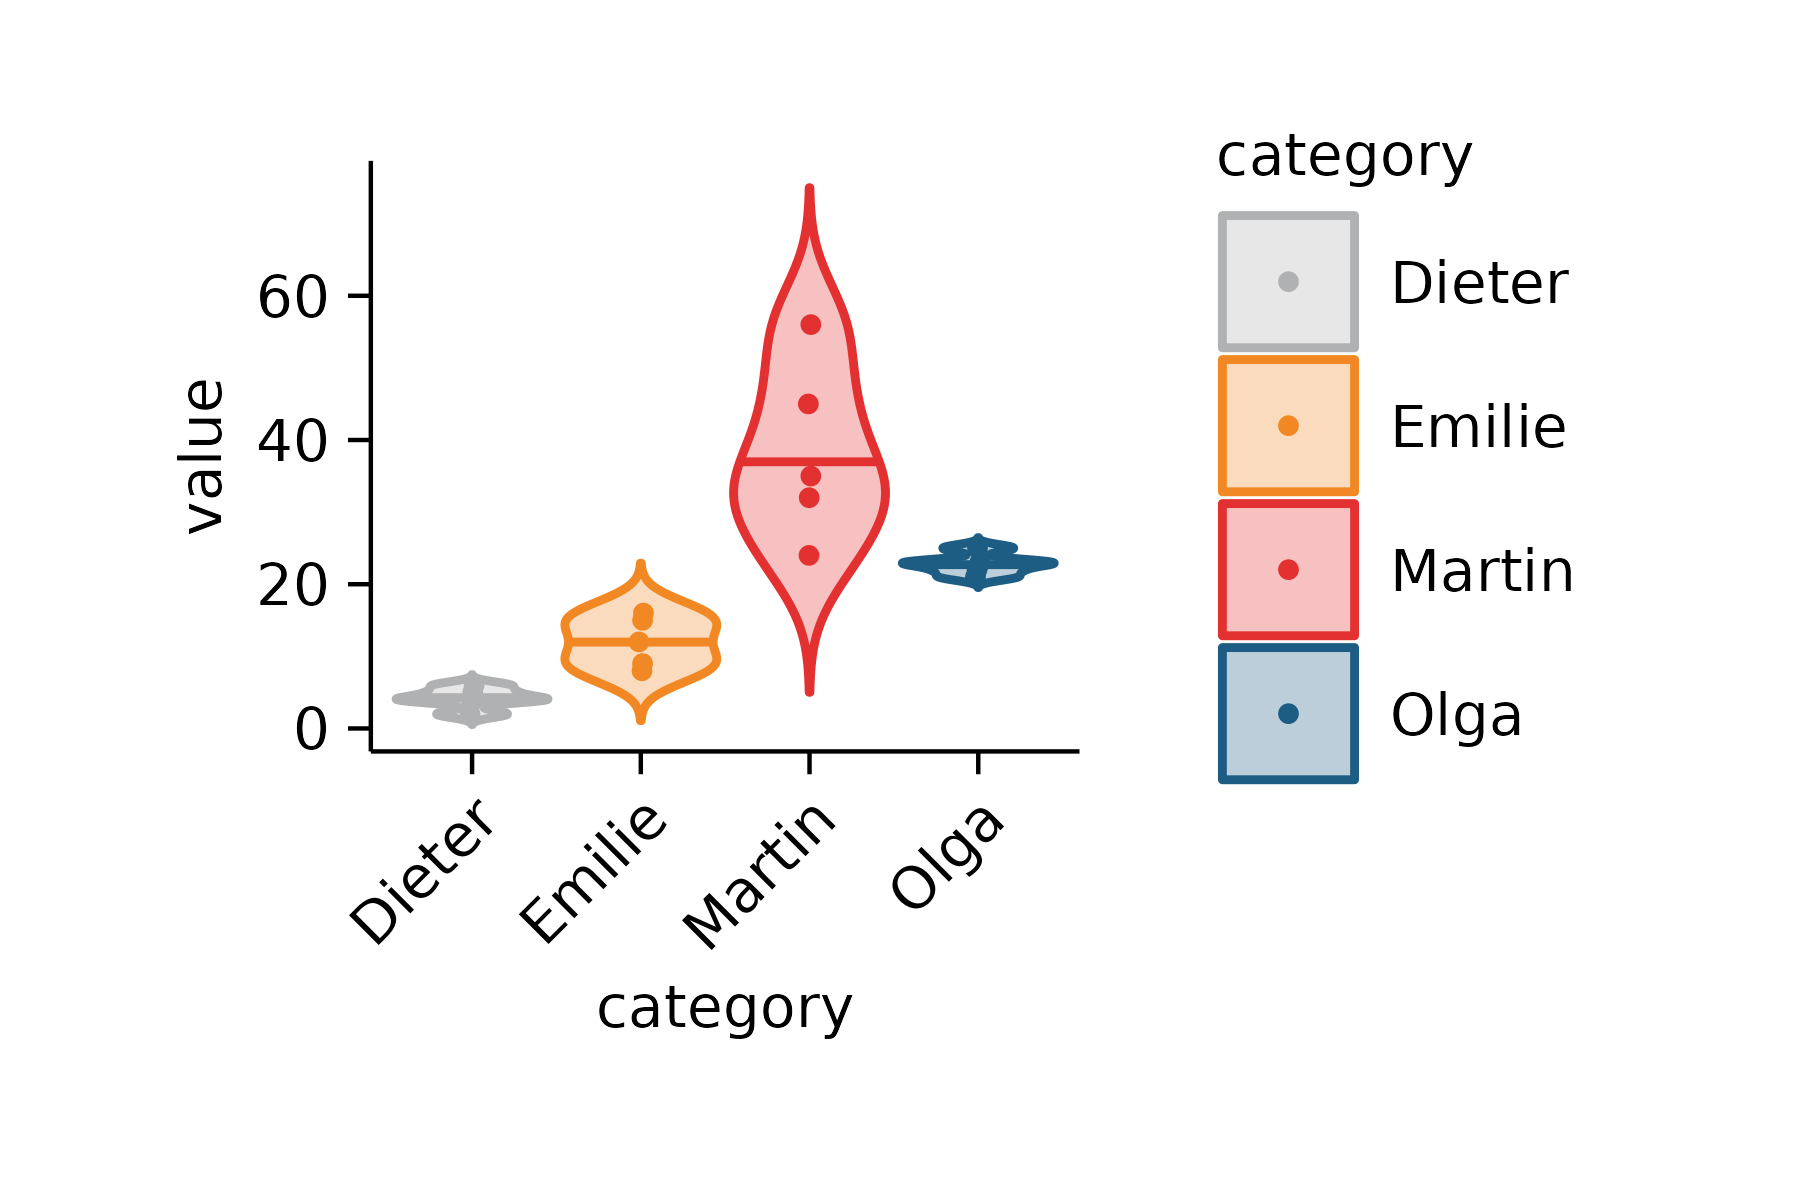 category
Dieter
Emilie
Martin
Olga
value
60
40
20
0
Dieter
Emilie
Martin
Olga
category